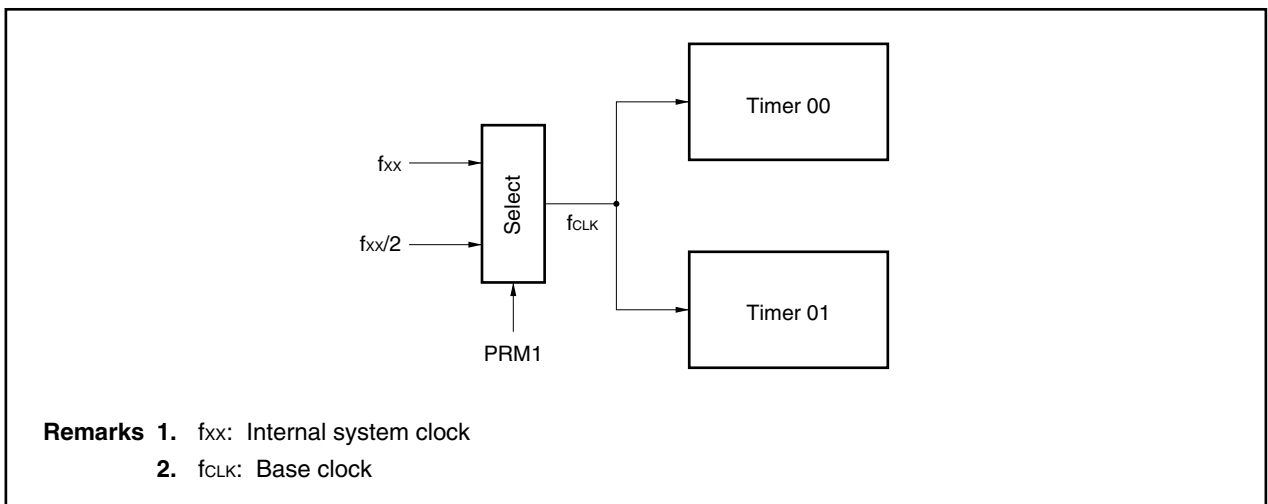 Timer 00
fxx
Select
fCLK
fxx/2
Timer 01
PRM1
Remarks 1. fxx: Internal system clock
2. fCLK: Base clock